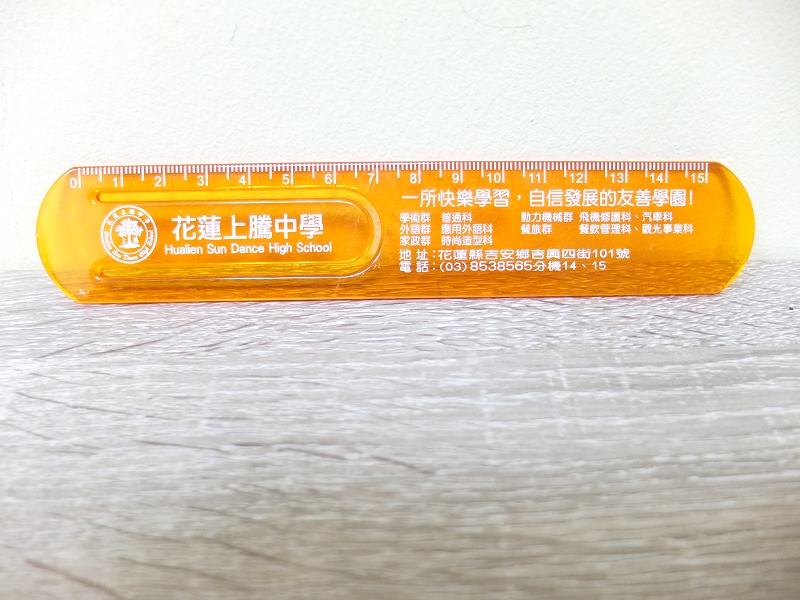 0 1 2 3 4 5 6 7 8 9 10 11 12 13 14 15
花蓮上騰中學
Hualien Sun Dance High School
一所快樂學習，自信發展的友善學園!
學術群 普通科 動力機械群 飛機修護科、汽車科
外語群 應用外語科 餐旅群 餐飲管理科、觀光事業科
家政群 時尚造型科
地址:花蓮縣吉安鄉吉興四街101號
電話:(03) 8538565分機14、15